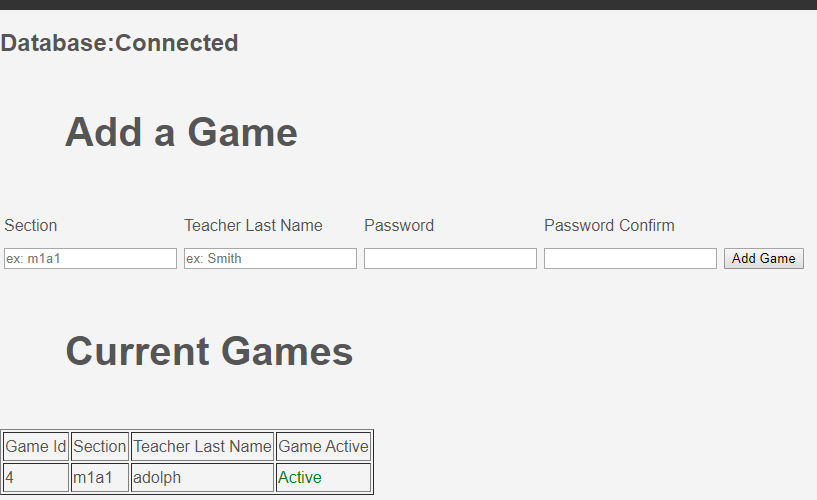 Database:Connected
Add a Game
Section Teacher Last Name Password Password Confirm
ex: m1a1 ex: Smith Add Game
Current Games
Game Id Section Teacher Last Name Game Active
4 m1a1 adolph Active